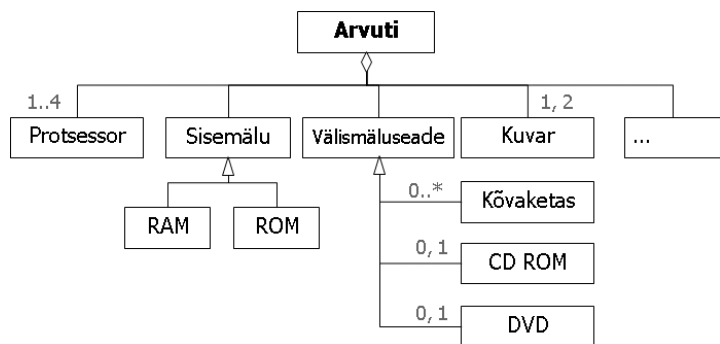 Arvuti
1..4
1, 2
Protsessor
Sisemälu
Välismäluseade
Kuvar
...
0..*
Kõvaketas
RAM
ROM
0, 1
CD ROM
0, 1
DVD